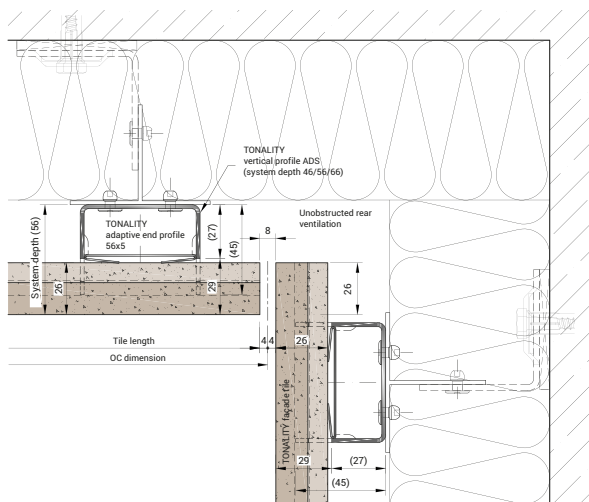 TONALITY
vertical profile ADS
(system depth 46/56/66)
TONALITY
adaptive end profile
56x5
Unobstructed rear
ventilation
8
(27)
(45)
System depth (56)
26
29
26
Tile length
4 4
26
OC dimension
TONALITY façade tile
29
(27)
(45)